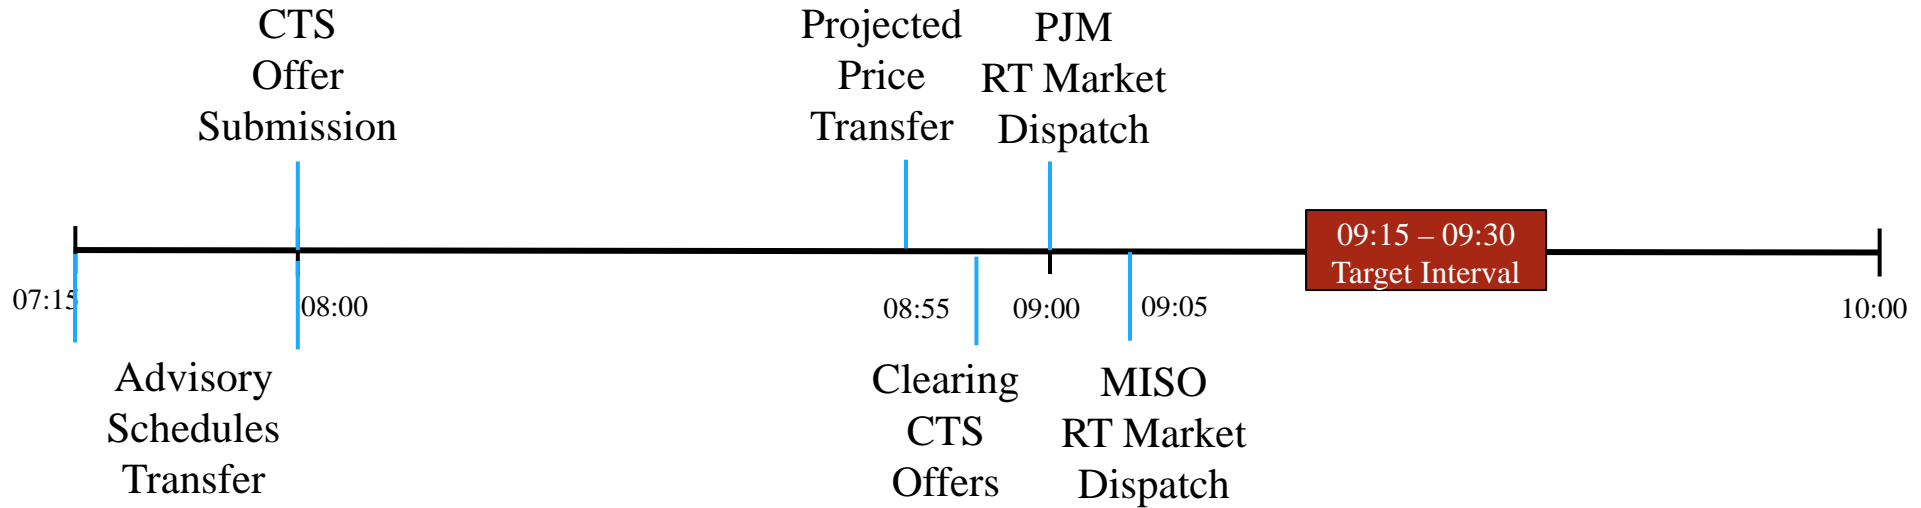 CTS
Offer
Submission
Projected
Price
Transfer
PJM
RT Market
Dispatch
09:15 – 09:30
Target Interval
07:15
08:00
08:55
09:00
09:05
10:00
Advisory
Schedules
Transfer
Clearing
CTS
Offers
MISO
RT Market
Dispatch